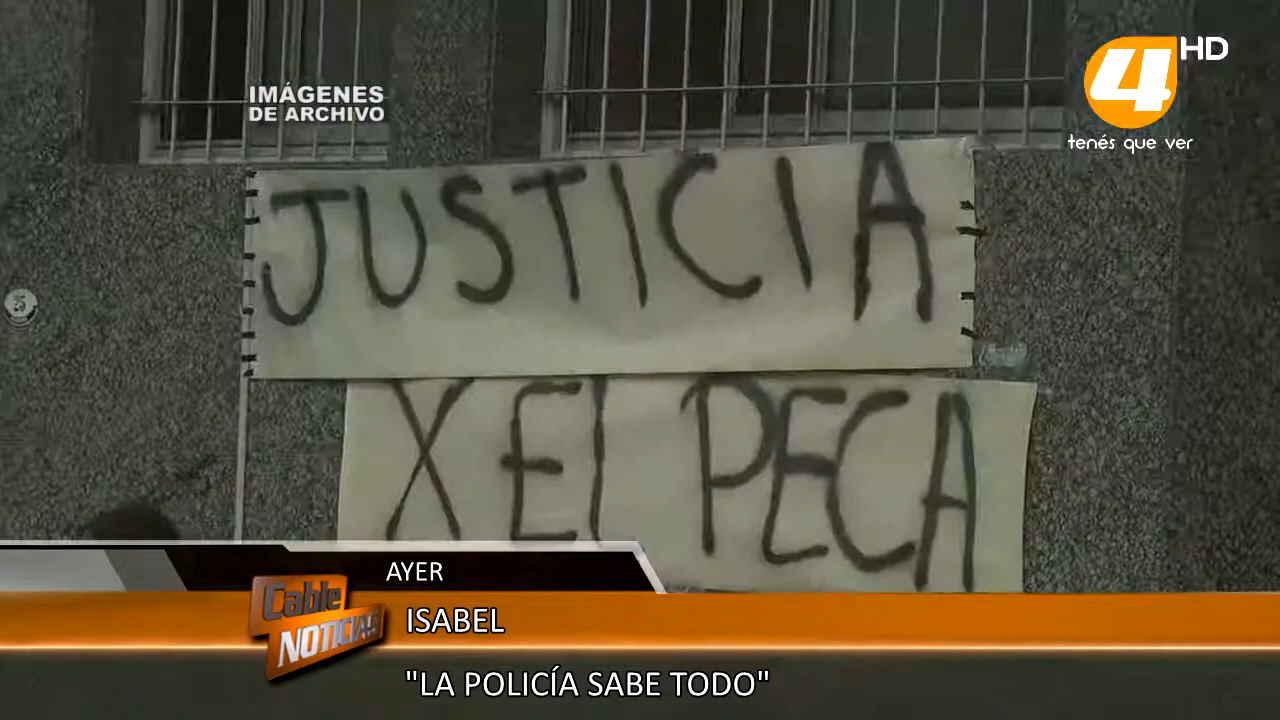 IMÁGENES
DE ARCHIVO
4 HD
tenés que ver
JUSTICIA
X El PECA
AYER
Cable
NOTICIAS
ISABEL
"LA POLICÍA SABE TODO"